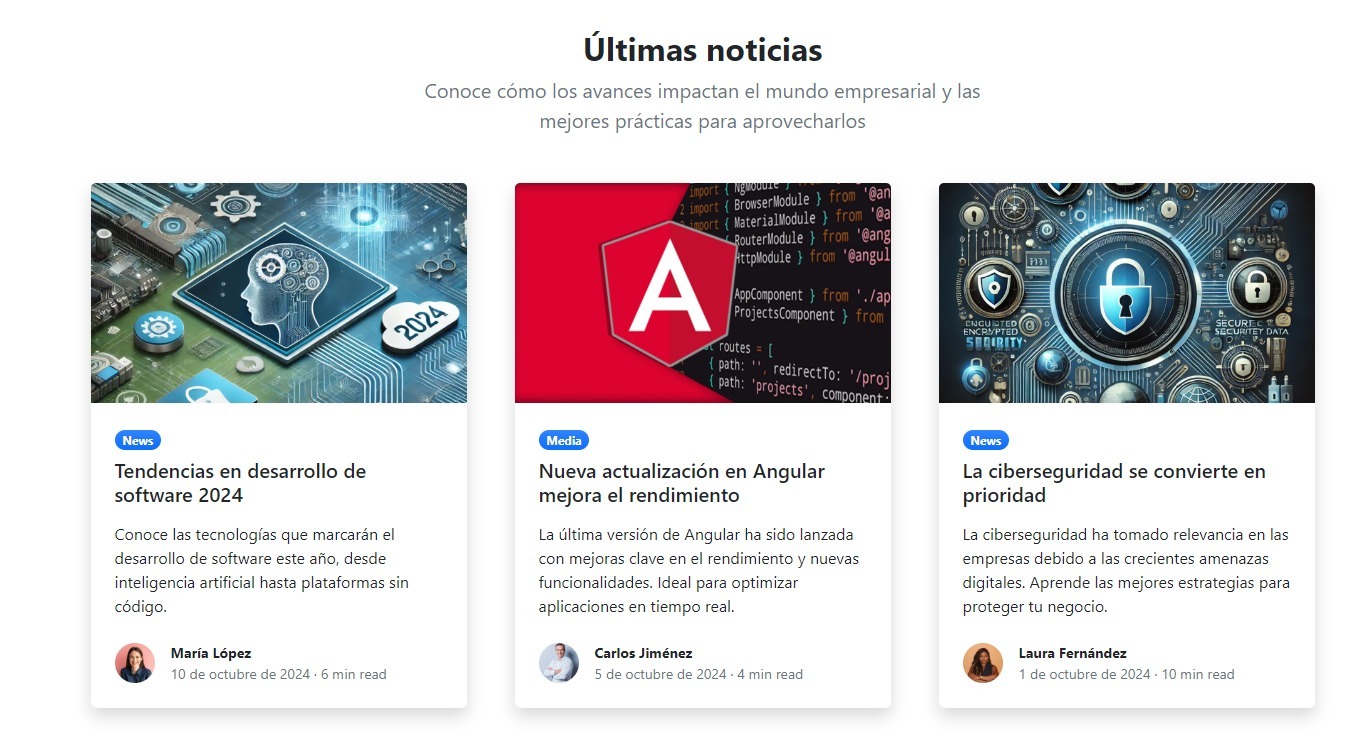 Últimas noticias
Conoce cómo los avances impactan el mundo empresarial y las
mejores prácticas para aprovecharlos
2024
News
Tendencias en desarrollo de
software 2024
Conoce las tecnologías que marcarán el
desarrollo de software este año, desde
inteligencia artificial hasta plataformas sin
código.
María López
10 de octubre de 2024 · 6 min read
A
import { NgModule } from '@an
2 import { BrowserModule } from '@a
import { MaterialModule } from '@a
RouterModule } from '@ang
HttpModule } from '@angul
AppComponent } from './ap
ProjectsComponent } from
routes = [
{ path: '', redirectTo: '/proj
{ path: 'projects', component:
Media
Nueva actualización en Angular
mejora el rendimiento
La última versión de Angular ha sido lanzada
con mejoras clave en el rendimiento y nuevas
funcionalidades. Ideal para optimizar
aplicaciones en tiempo real.
Carlos Jiménez
5 de octubre de 2024 · 4 min read
ENCRYPTED
DATA
News
La ciberseguridad se convierte en
prioridad
La ciberseguridad ha tomado relevancia en las
empresas debido a las crecientes amenazas
digitales. Aprende las mejores estrategias para
proteger tu negocio.
Laura Fernández
1 de octubre de 2024 · 10 min read